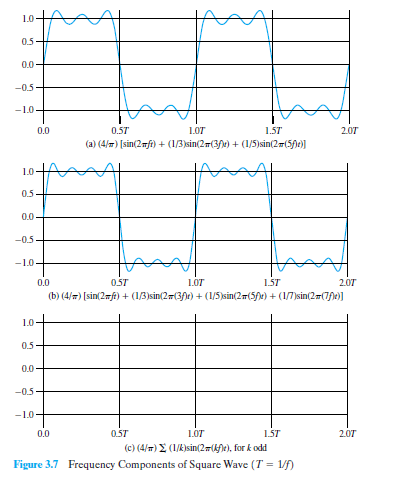 1.0
0.5
0.0
−0.5
−1.0
0.0 0.5T 1.0T 1.5T 2.0T
(a) (4/π) [sin(2πft) + (1/3)sin(2π(3f)t) + (1/5)sin(2π(5f)t)]
1.0
0.5
0.0
−0.5
−1.0
0.0 0.5T 1.0T 1.5T 2.0T
(b) (4/π) [sin(2πft) + (1/3)sin(2π(3f)t) + (1/5)sin(2π(5f)t) + (1/7)sin(2π(7f)t)]
1.0
0.5
0.0
−0.5
−1.0
0.0 0.5T 1.0T 1.5T 2.0T
(c) (4/π) ∑ (1/k)sin(2π(kf)t), for k odd
Figure 3.7 Frequency Components of Square Wave (T = 1/f)